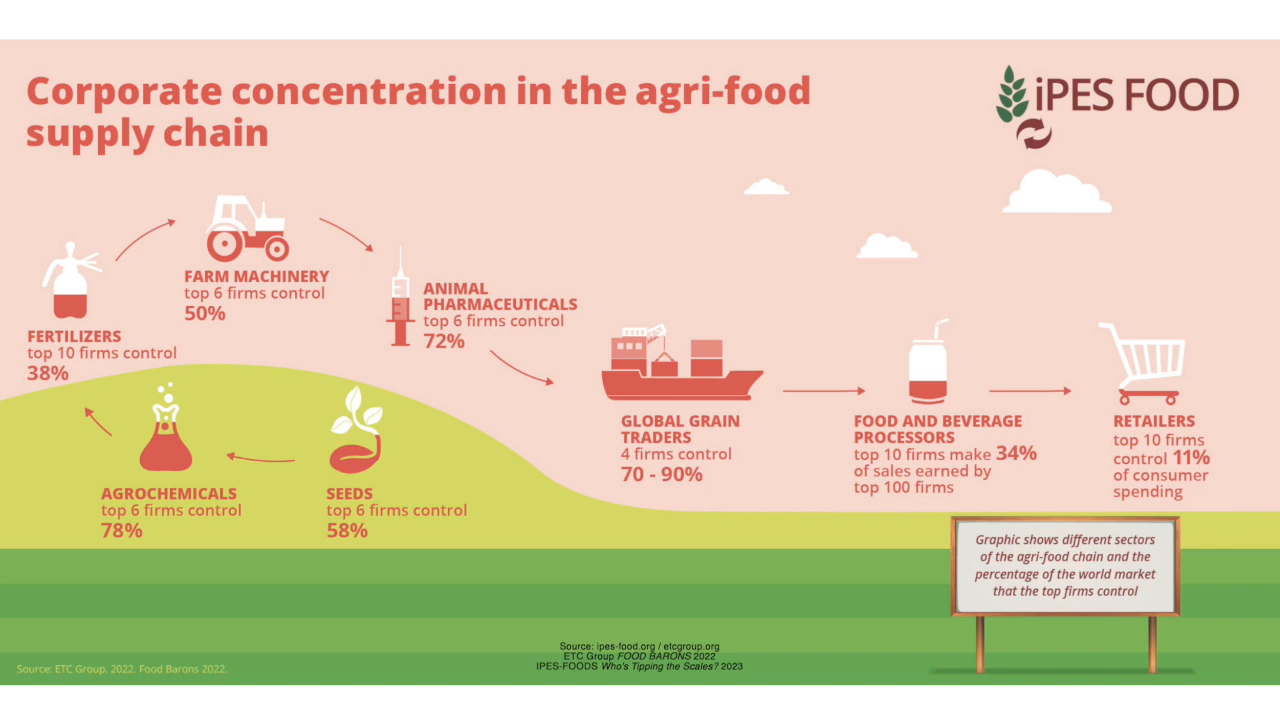 Corporate concentration in the agri-food
supply chain
iPES FOOD
FARM MACHINERY
top 6 firms control
50%
ANIMAL
PHARMACEUTICALS
top 6 firms control
72%
FERTILIZERS
top 10 firms control
38%
GLOBAL GRAIN
TRADERS
4 firms control
70 - 90%
FOOD AND BEVERAGE
PROCESSORS
top 10 firms make 34%
of sales earned by
top 100 firms
RETAILERS
top 10 firms
control 11%
of consumer
spending
AGROCHEMICALS
top 6 firms control
78%
SEEDS
top 6 firms control
58%
Graphic shows different sectors
of the agri-food chain and the
percentage of the world market
that the top firms control
Source: ipes-food.org / etcgroup.org
ETC Group FOOD BARONS 2022
IPES-FOODS Who's Tipping the Scales? 2023
Source: ETC Group. 2022. Food Barons 2022.